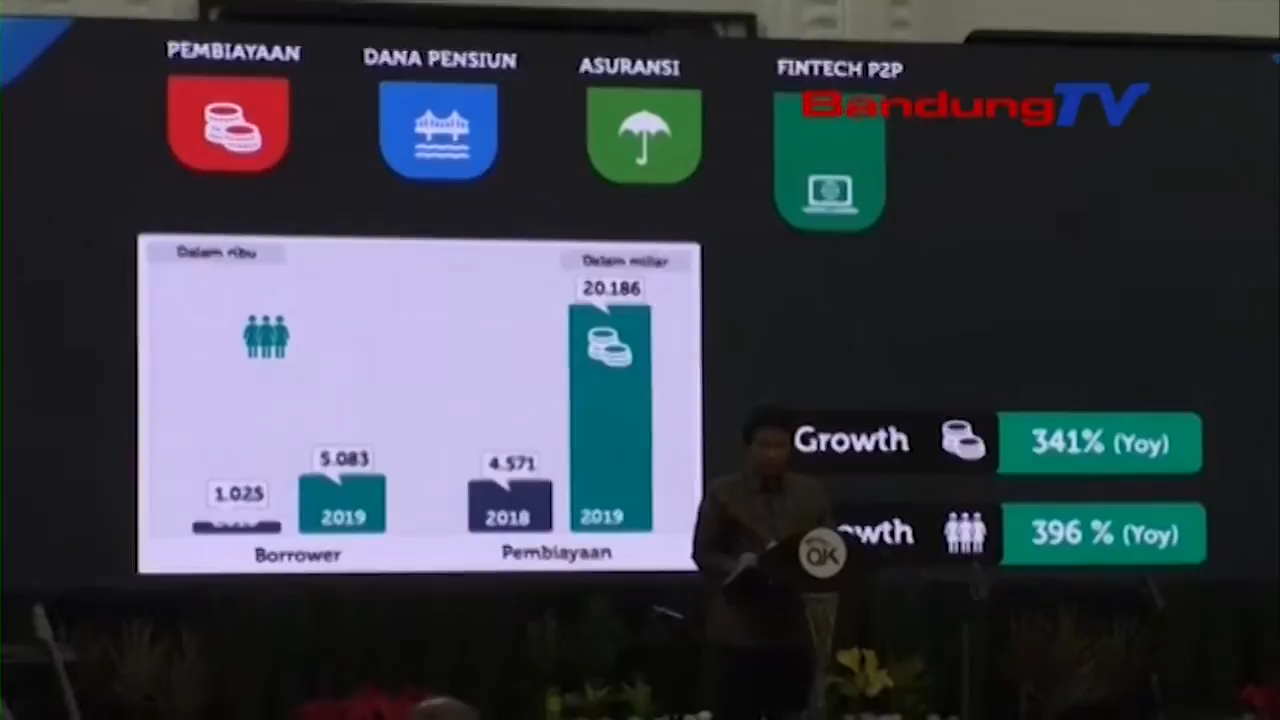 PEMBIAYAAN
DANA PENSIUN
ASURANSI
FINTECH P2P
BandungTV
Dalam ribu
Dalam miliar
20.186
5.083
4.571
1.025
2019
2018
2019
Borrower
Pembiayaan
Growth
341% (Yoy)
wth
396 % (Yoy)
OK